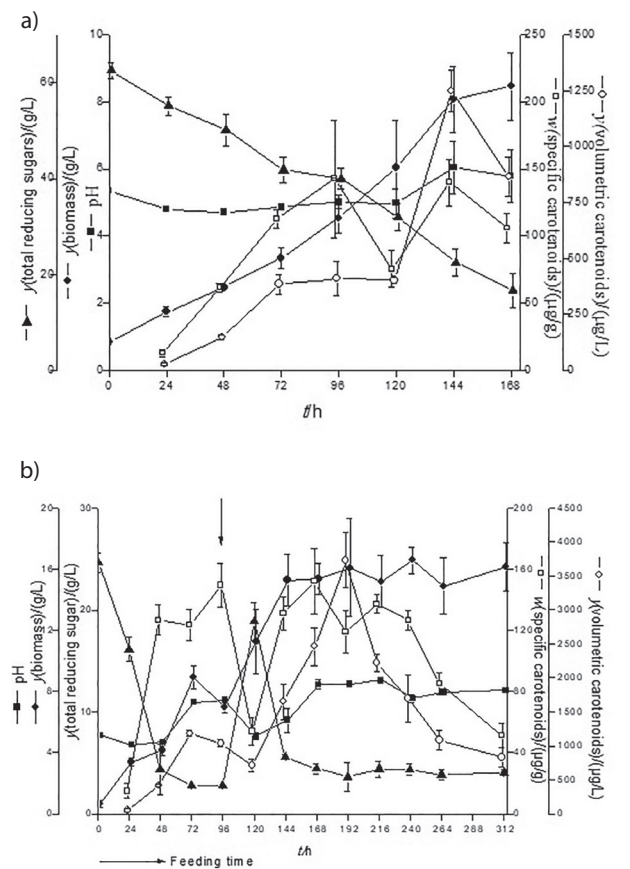 a)
y(total reducing sugars)/(g/L)
y(biomass)/(g/L)
pH
60
40
20
0
10
8
6
4
2
0
0 24 48 72 96 120 144 168
t/h
250
200
150
100
50
0
w(specific carotenoids)/(µg/g)
1500
1250
1000
750
500
250
0
y(volumetric carotenoids)/(µg/L)
b)
pH
y(biomass)/(g/L)
20
16
12
8
4
0
y(total reducing sugar)/(g/L)
30
20
10
0
0 24 48 72 96 120 144 168 192 216 240 264 288 312
t/h
Feeding time
200
160
120
80
40
0
w(specific carotenoids)/(µg/g)
4500
4000
3500
3000
2500
2000
1500
1000
500
0
y(volumetric carotenoids)/(µg/L)